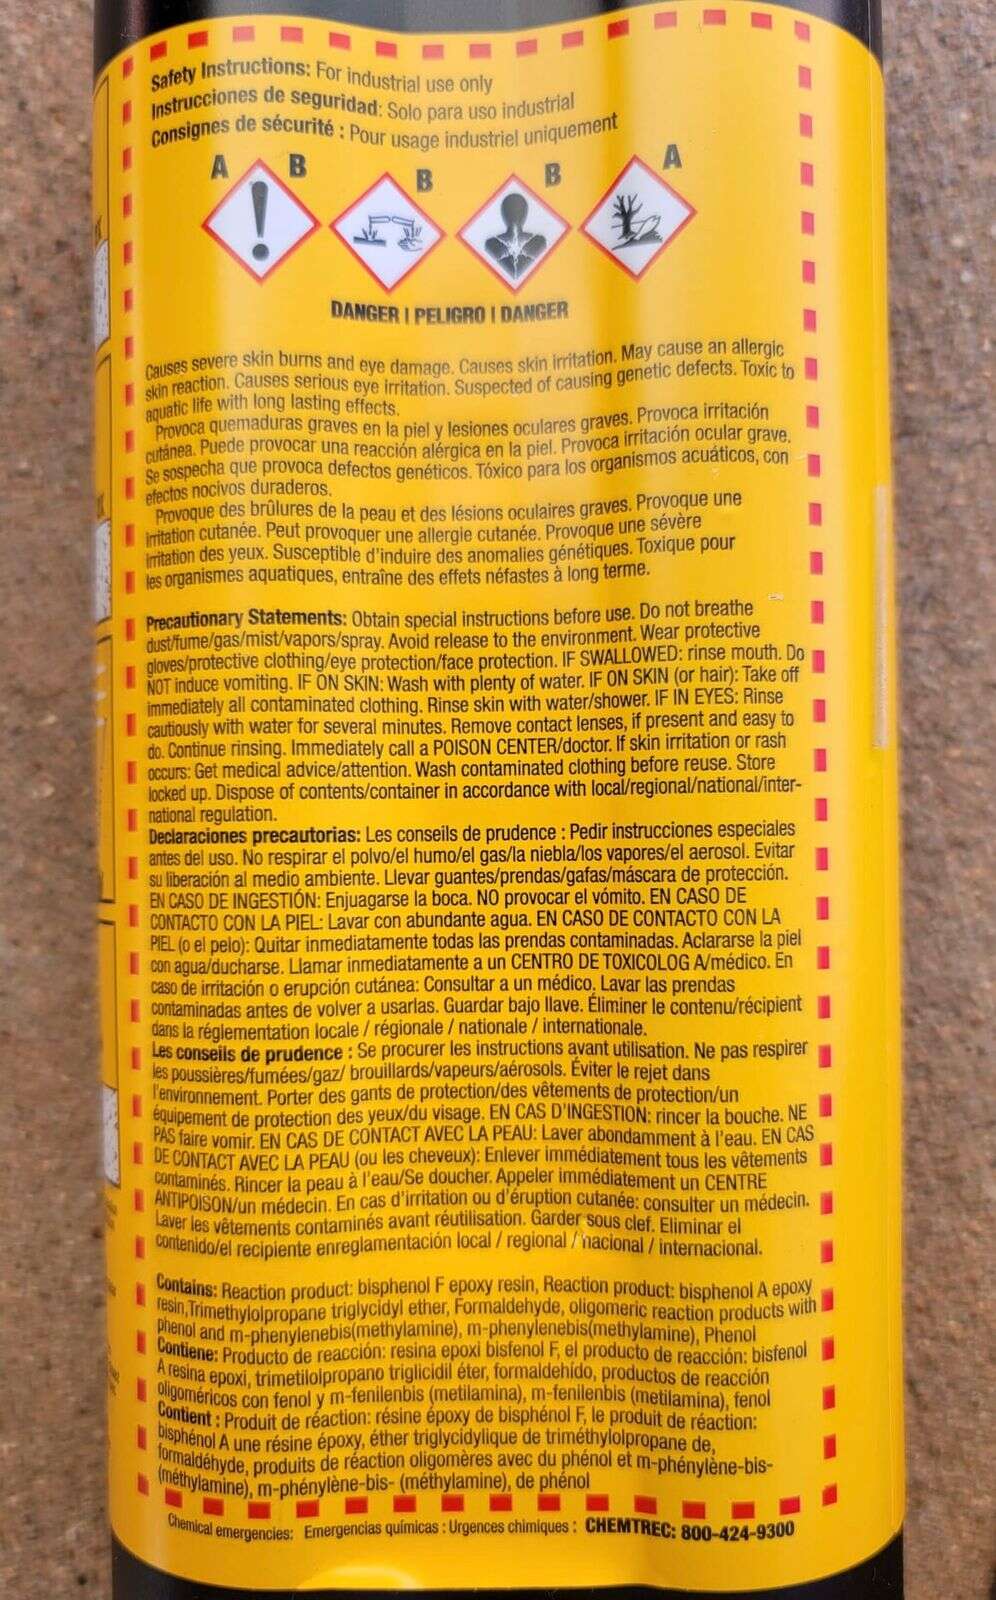 Safety Instructions: For industrial use only
Instrucciones de seguridad: Solo para uso industrial
Consignes de sécurité : Pour usage industriel uniquement
A B B B A
DANGER | PELIGRO | DANGER
Causes severe skin burns and eye damage. Causes skin irritation. May cause an allergic
skin reaction. Causes serious eye irritation. Suspected of causing genetic defects. Toxic to
aquatic life with long lasting effects.
Provoca quemaduras graves en la piel y lesiones oculares graves. Provoca irritación
cutánea. Puede provocar una reacción alérgica en la piel. Provoca irritación ocular grave.
Se sospecha que provoca defectos genéticos. Tóxico para los organismos acuáticos, con
efectos nocivos duraderos.
Provoque des brûlures de la peau et des lésions oculaires graves. Provoque une
irritation cutanée. Peut provoquer une allergie cutanée. Provoque une sévère
irritation des yeux. Susceptible d'induire des anomalies génétiques. Toxique pour
les organismes aquatiques, entraîne des effets néfastes à long terme.
Precautionary Statements: Obtain special instructions before use. Do not breathe
dust/fume/gas/mist/vapors/spray. Avoid release to the environment. Wear protective
gloves/protective clothing/eye protection/face protection. IF SWALLOWED: rinse mouth. Do
NOT induce vomiting. IF ON SKIN: Wash with plenty of water. IF ON SKIN (or hair): Take off
immediately all contaminated clothing. Rinse skin with water/shower. IF IN EYES: Rinse
cautiously with water for several minutes. Remove contact lenses, if present and easy to
do. Continue rinsing. Immediately call a POISON CENTER/doctor. If skin irritation or rash
occurs: Get medical advice/attention. Wash contaminated clothing before reuse. Store
locked up. Dispose of contents/container in accordance with local/regional/national/inter-
national regulation.
Declaraciones precautorias: Les conseils de prudence : Pedir instrucciones especiales
antes del uso. No respirar el polvo/el humo/el gas/la niebla/los vapores/el aerosol. Evitar
su liberación al medio ambiente. Llevar guantes/prendas/gafas/máscara de protección.
EN CASO DE INGESTIÓN: Enjuagarse la boca. NO provocar el vómito. EN CASO DE
CONTACTO CON LA PIEL: Lavar con abundante agua. EN CASO DE CONTACTO CON LA
PIEL (o el pelo): Quitar inmediatamente todas las prendas contaminadas. Aclararse la piel
con agua/ducharse. Llamar inmediatamente a un CENTRO DE TOXICOLOG A/médico. En
caso de irritación o erupción cutánea: Consultar a un médico. Lavar las prendas
contaminadas antes de volver a usarlas. Guardar bajo llave. Éliminer le contenu/récipient
dans la réglementation locale / régionale / nationale / internationale.
Les conseils de prudence : Se procurer les instructions avant utilisation. Ne pas respirer
les poussières/fumées/gaz/ brouillards/vapeurs/aérosols. Éviter le rejet dans
l'environnement. Porter des gants de protection/des vêtements de protection/un
équipement de protection des yeux/du visage. EN CAS D'INGESTION: rincer la bouche. NE
PAS faire vomir. EN CAS DE CONTACT AVEC LA PEAU: Laver abondamment à l'eau. EN CAS
DE CONTACT AVEC LA PEAU (ou les cheveux): Enlever immédiatement tous les vêtements
contaminés. Rincer la peau à l'eau/Se doucher. Appeler immédiatement un CENTRE
ANTIPOISON/un médecin. En cas d'irritation ou d'éruption cutanée: consulter un médecin.
Laver les vêtements contaminés avant réutilisation. Garder sous clef. Eliminar el
contenido/el recipiente enreglamentación local / regional / nacional / internacional.
Contains: Reaction product: bisphenol F epoxy resin, Reaction product: bisphenol A epoxy
resin,Trimethylolpropane triglycidyl ether, Formaldehyde, oligomeric reaction products with
phenol and m-phenylenebis(methylamine), m-phenylenebis(methylamine), Phenol
Contiene: Producto de reacción: resina epoxi bisfenol F, el producto de reacción: bisfenol
A resina epoxi, trimetilolpropano triglicidil éter, formaldehído, productos de reacción
oligoméricos con fenol y m-fenilenbis (metilamina), m-fenilenbis (metilamina), fenol
Contient : Produit de réaction: résine époxy de bisphénol F, le produit de réaction:
bisphénol A une résine époxy, éther triglycidylique de triméthylolpropane de,
formaldéhyde, produits de réaction oligomères avec du phénol et m-phénylène-bis-
(méthylamine), m-phénylène-bis- (méthylamine), de phénol
Chemical emergencies: Emergencias químicas : Urgences chimiques : CHEMTREC: 800-424-9300